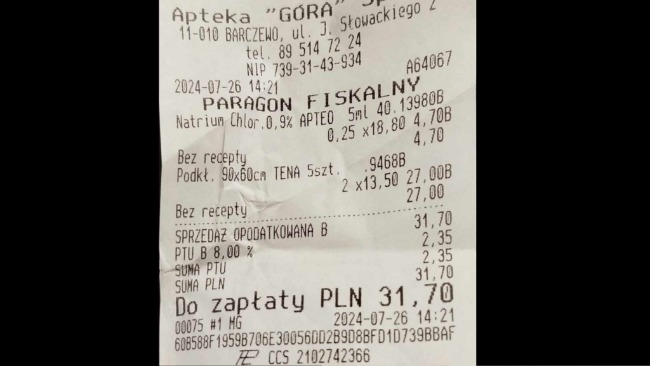 Apteka "GÓRA" Sp
11-010 BARCZEWO, ul. J. Słowackiego 2
tel. 89 514 72 24
NIP 739-31-43-934
2024-07-26 14:21 A64067
PARAGON FISKALNY
Natrium Chlor.0,9% APTEO 5ml 40.13980B
0,25 x18,80 4,70B
4,70
Bez recepty
Podkł. 90x60cm TENA 5szt. .9468B
2 x13,50 27,00B
27,00
Bez recepty
SPRZEDAŻ OPODATKOWANA B 31,70
PTU B 8,00 % 2,35
SUMA PTU 2,35
SUMA PLN 31,70
Do zapłaty PLN 31,70
00075 #1 MG 2024-07-26 14:21
60B588F1959B706E30056DD2B9D8BFD1D739BBAF
CCS 2102742366